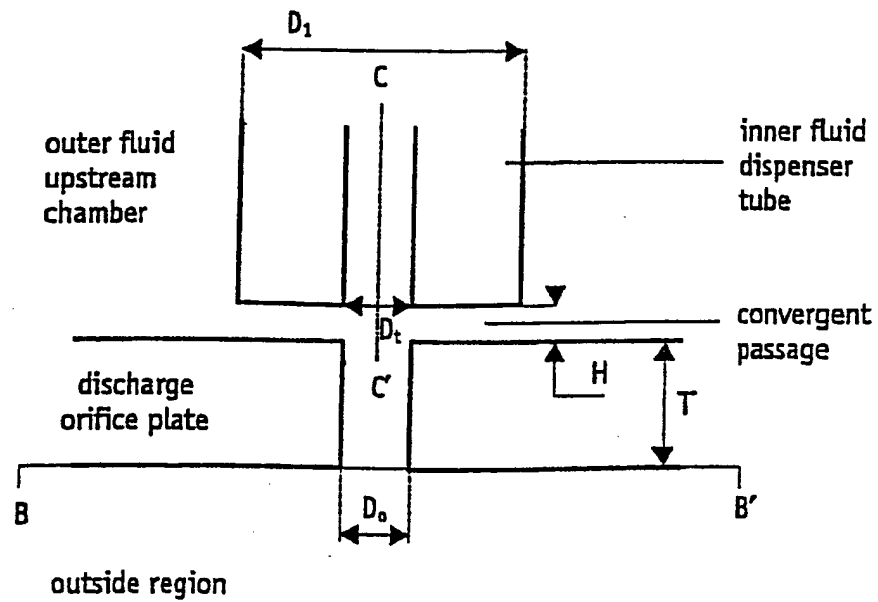 D₁
C
outer fluid
upstream
chamber
inner fluid
dispenser
tube
Dₜ
convergent
passage
C'
H
T
discharge
orifice plate
B
Dₒ
B'
outside region